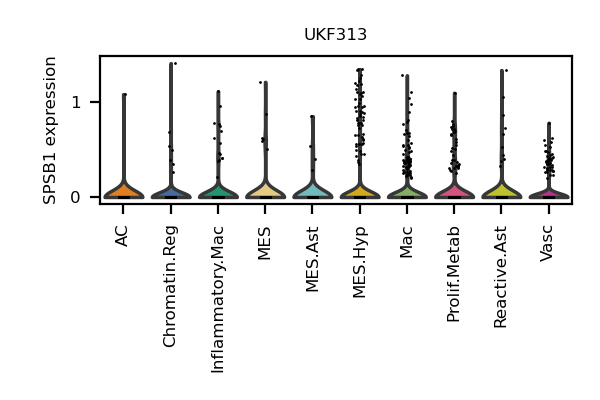 UKF313
SPSB1 expression
1
0
AC
Chromatin.Reg
Inflammatory.Mac
MES
MES.Ast
MES.Hyp
Mac
Prolif.Metab
Reactive.Ast
Vasc